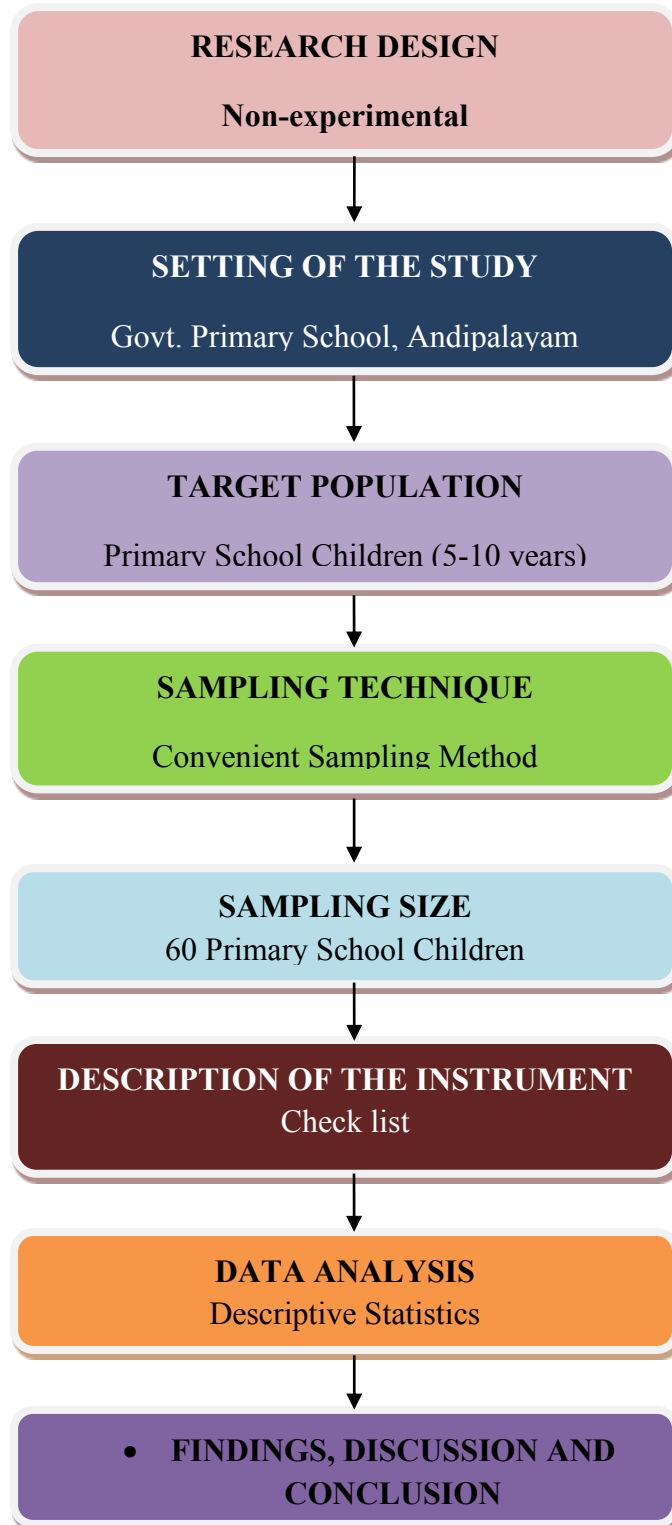 RESEARCH DESIGN
Non-experimental
SETTING OF THE STUDY
Govt. Primary School, Andipalayam
TARGET POPULATION
Primary School Children (5-10 years)
SAMPLING TECHNIQUE
Convenient Sampling Method
SAMPLING SIZE
60 Primary School Children
DESCRIPTION OF THE INSTRUMENT
Check list
DATA ANALYSIS
Descriptive Statistics
• FINDINGS, DISCUSSION AND
CONCLUSION